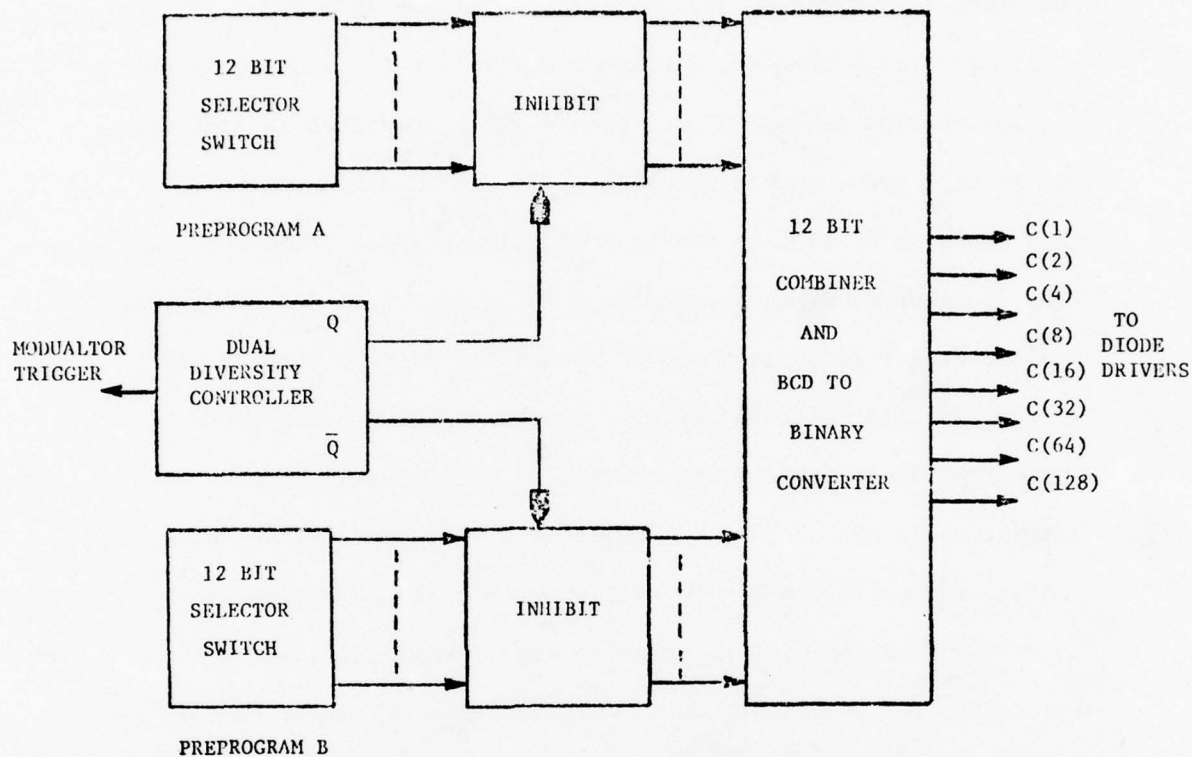 12 BIT
SELECTOR
SWITCH
INHIBIT
PREPROGRAM A
12 BIT
COMBINER
AND
BCD TO
BINARY
CONVERTER
C(1)
C(2)
C(4)
C(8)
C(16)
C(32)
C(64)
C(128)
TO
DIODE
DRIVERS
MODUALTOR
TRIGGER
Q
DUAL
DIVERSITY
CONTROLLER
Q̅
12 BIT
SELECTOR
SWITCH
INHIBIT
PREPROGRAM B